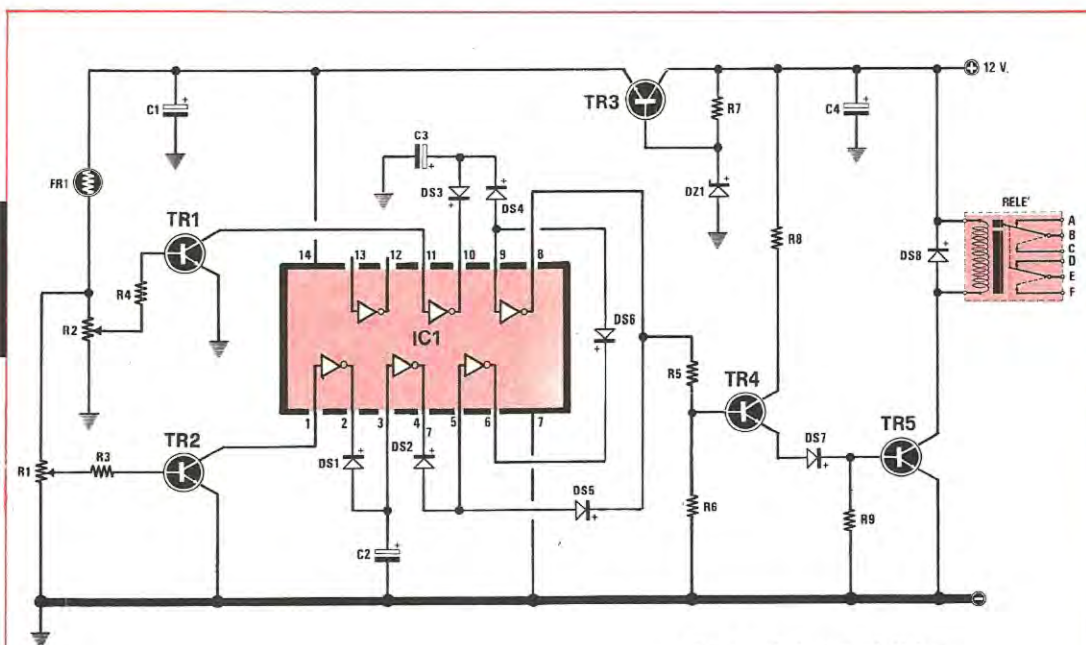 12 V.
TR3
R7
C4
C1
C3
DS3
DS4
DZ1
FR1
TR1
R8
RELE'
A
B
C
D
E
F
DS8
14
13
12
11
10
9
8
R4
R2
IC1
DS6
R5
TR4
1
2
3
4
5
6
7
7
TR2
DS1
DS2
DS7
TR5
R1
R3
DS5
R6
R9
C2